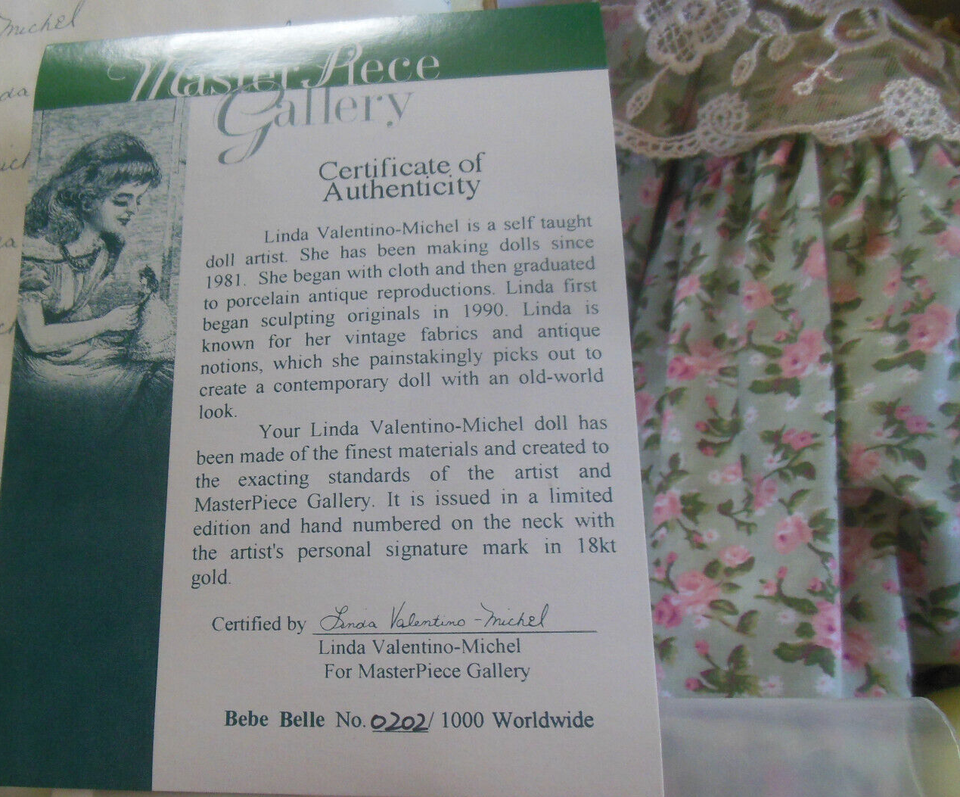 Michel
Master Piece
Gallery
Certificate of
Authenticity
Linda Valentino-Michel is a self taught
doll artist. She has been making dolls since
1981. She began with cloth and then graduated
to porcelain antique reproductions. Linda first
began sculpting originals in 1990. Linda is
known for her vintage fabrics and antique
notions, which she painstakingly picks out to
create a contemporary doll with an old-world
look.
Your Linda Valentino-Michel doll has
been made of the finest materials and created to
the exacting standards of the artist and
MasterPiece Gallery. It is issued in a limited
edition and hand numbered on the neck with
the artist's personal signature mark in 18kt
gold.
Certified by Linda Valentino-Michel
Linda Valentino-Michel
For MasterPiece Gallery
Bebe Belle No. 0202/ 1000 Worldwide